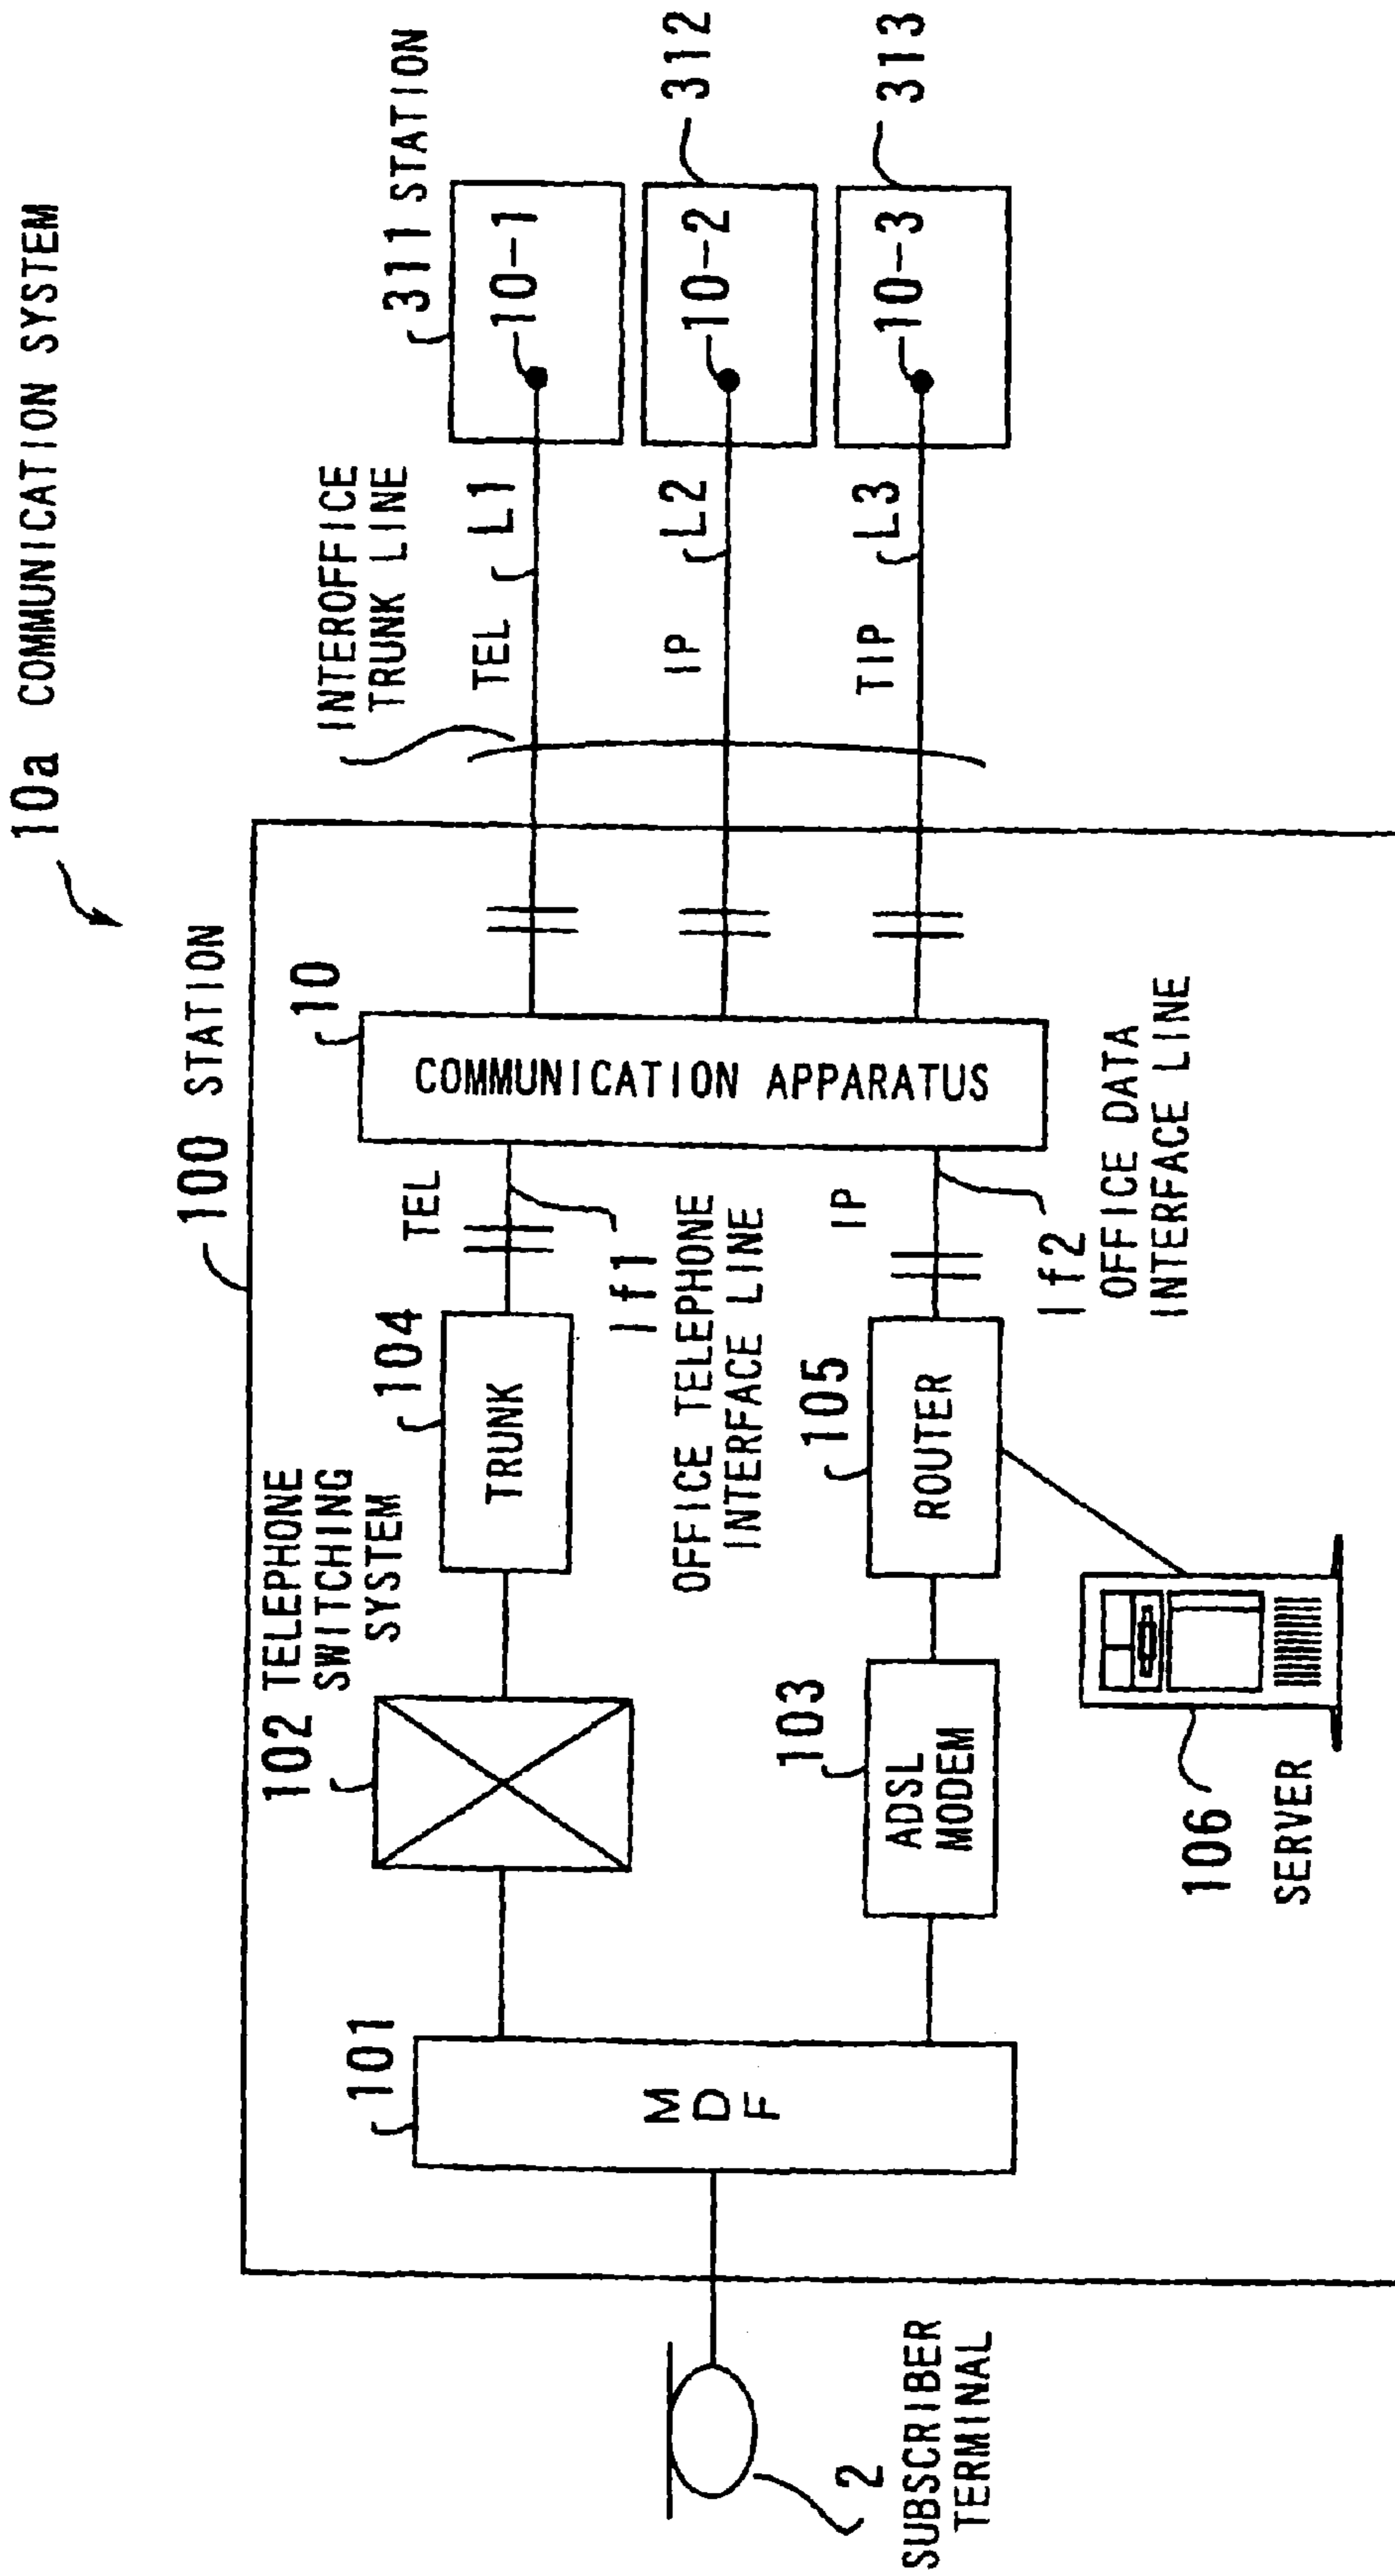 10a COMMUNICATION SYSTEM
100 STATION
10
COMMUNICATION APPARATUS
INTEROFFICE
TRUNK LINE
311 STATION
10-1
TEL
L1
312
10-2
IP
L2
313
10-3
TIP
L3
102 TELEPHONE
SWITCHING
SYSTEM
104
TRUNK
TEL
If1
OFFICE TELEPHONE
INTERFACE LINE
101
MDF
103
ADSL
MODEM
105
ROUTER
IP
If2
OFFICE DATA
INTERFACE LINE
2
SUBSCRIBER
TERMINAL
106
SERVER